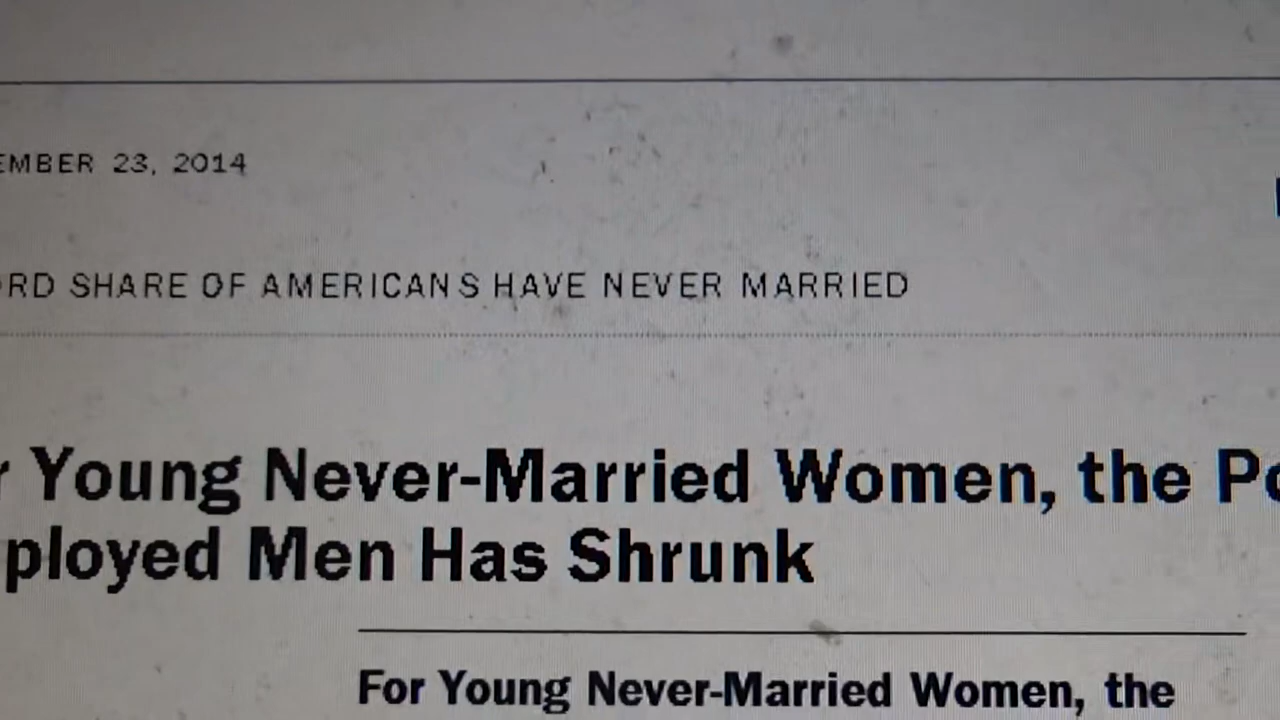 EMBER 23, 2014
RD SHARE OF AMERICANS HAVE NEVER MARRIED
r Young Never-Married Women, the Po
ployed Men Has Shrunk
For Young Never-Married Women, the